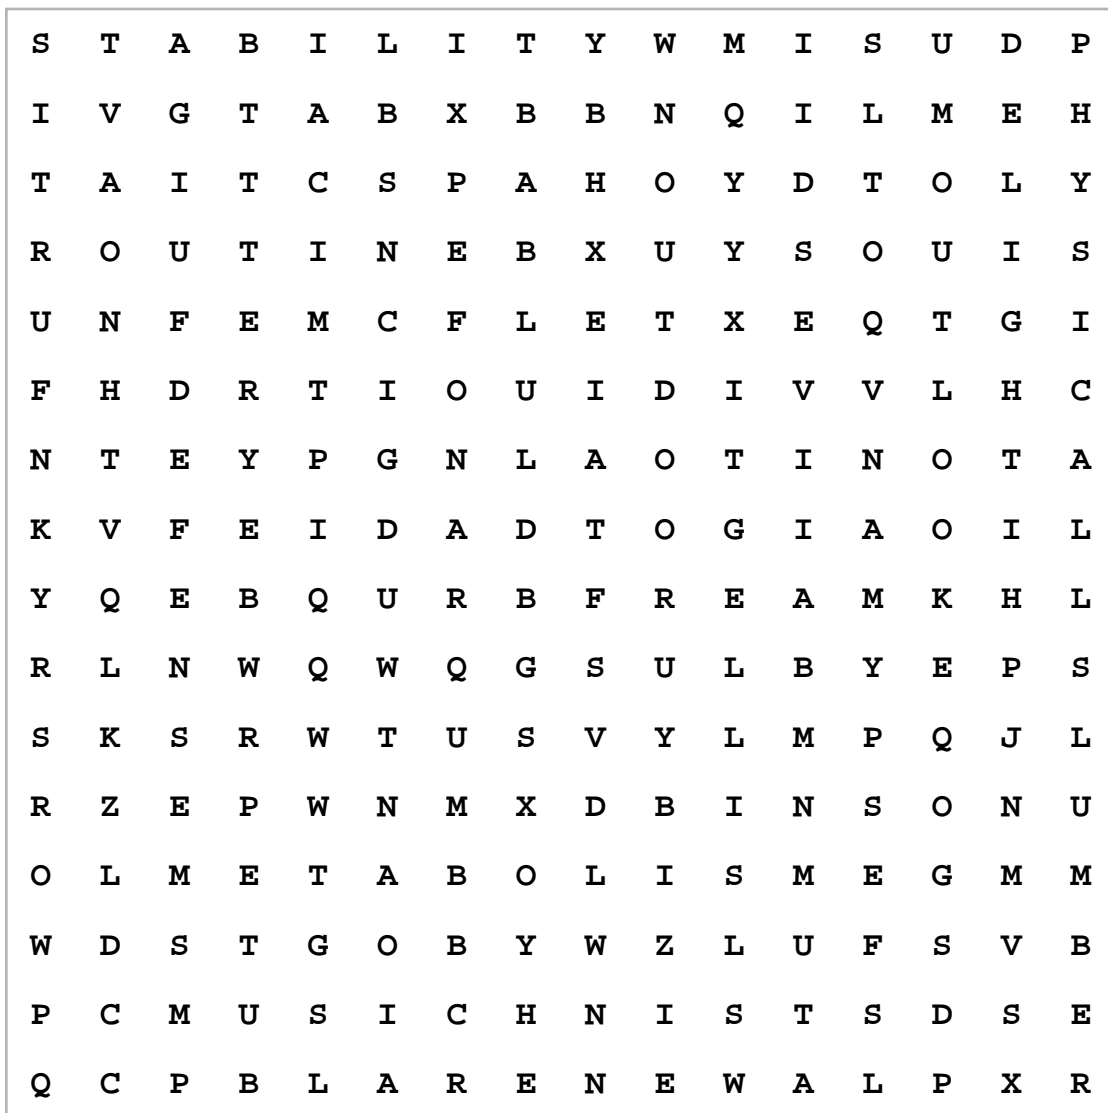 S T A B I L I T Y W M I S U D P
I V G T A B X B B N Q I L M E H
T A I T C S P A H O Y D T O L Y
R O U T I N E B X U Y S O U I S
U N F E M C F L E T X E Q T G I
F H D R T I O U I D I V V L H C
N T E Y P G N L A O T I N O T A
K V F E I D A D T O G I A O I L
Y Q E B Q U R B F R E A M K H L
R L N W Q W Q G S U L B Y E P S
S K S R W T U S V Y L M P Q J L
R Z E P W N M X D B I N S O N U
O L M E T A B O L I S M E G M M
W D S T G O B Y W Z L U F S V B
P C M U S I C H N I S T S D S E
Q C P B L A R E N E W A L P X R